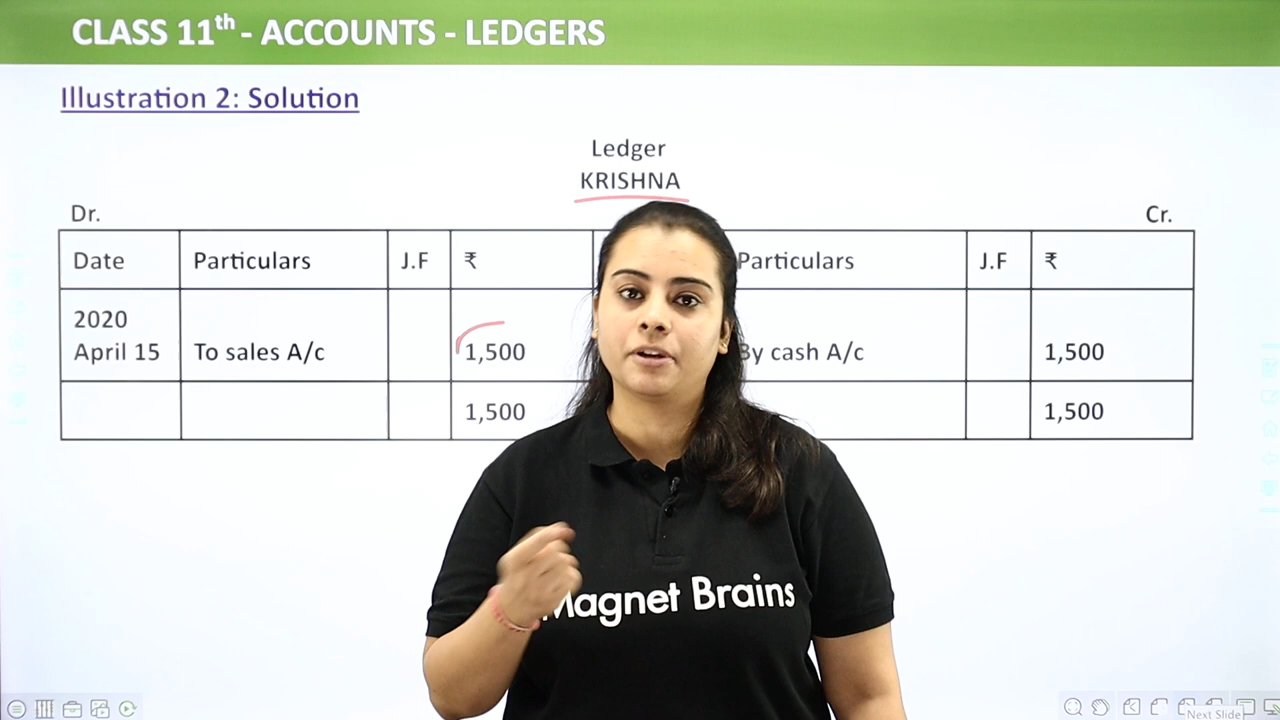 CLASS 11th - ACCOUNTS - LEDGERS
Illustration 2: Solution
Ledger
KRISHNA
Dr. Cr.
Date Particulars J.F ₹ Particulars J.F ₹
2020
April 15 To sales A/c 1,500 By cash A/c 1,500
1,500 1,500
Magnet Brains
Next Slide